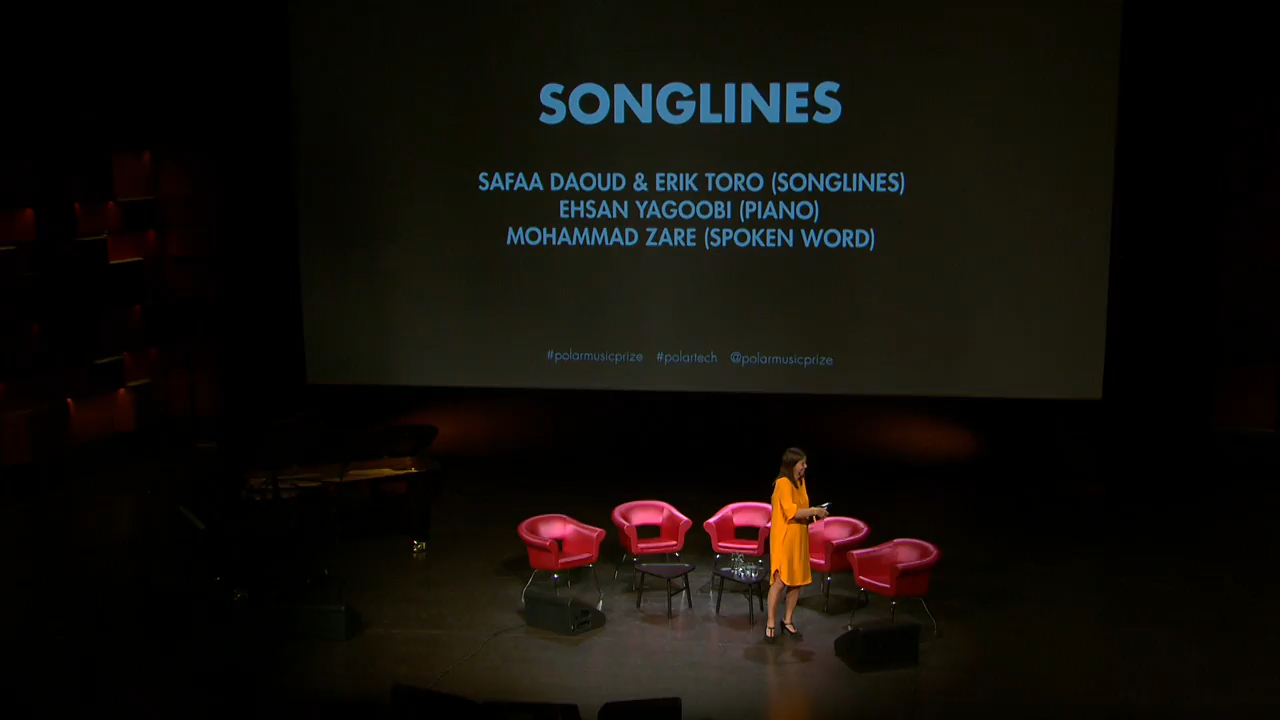 SONGLINES
SAFAA DAOUD & ERIK TORO (SONGLINES)
EHSAN YAGOOBI (PIANO)
MOHAMMAD ZARE (SPOKEN WORD)
#polarmusicprize #polartech @polarmusicprize